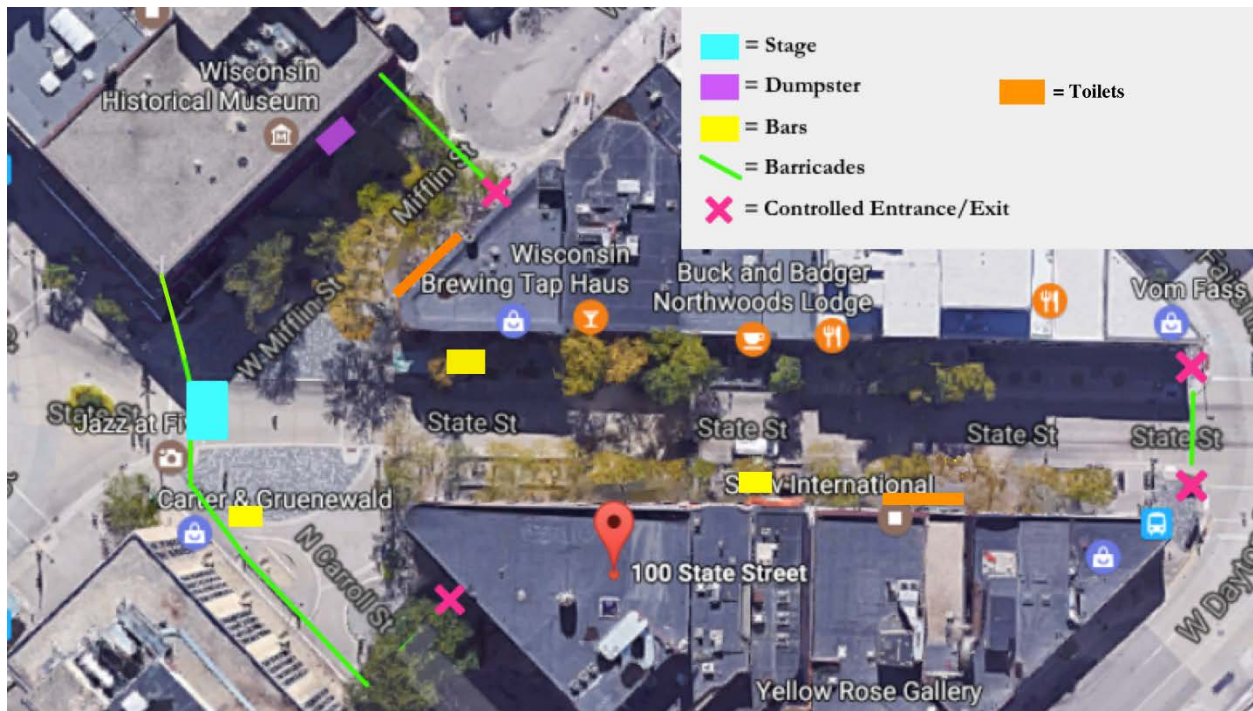 Wisconsin
Historical Museum
= Stage
= Dumpster
= Toilets
= Bars
= Barricades
= Controlled Entrance/Exit
Mifflin St
Wisconsin
Brewing Tap Haus
Buck and Badger
Northwoods Lodge
Vom Fass
W Mifflin St
State St
Jazz at Fi
State St
State St
State St
State St
Carter & Gruenewald
International
N Carroll St
100 State Street
W Dayto
Yellow Rose Gallery